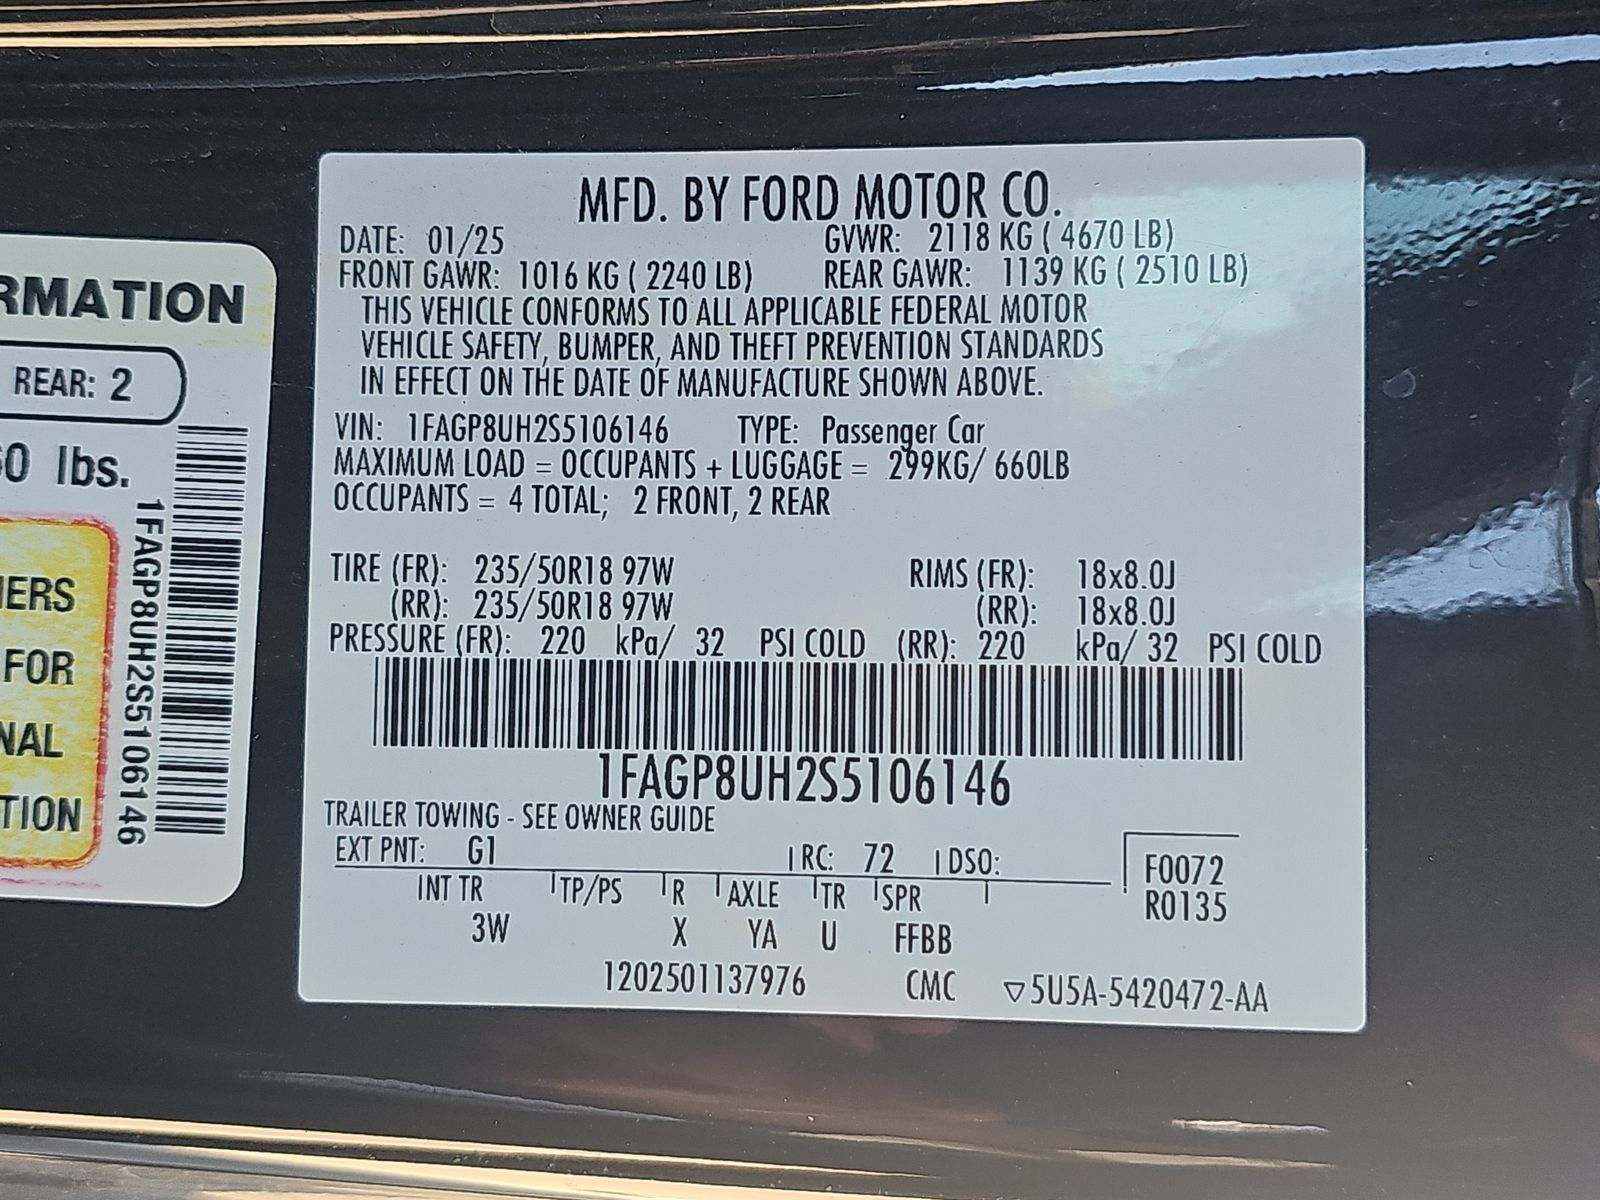 MFD. BY FORD MOTOR CO.
DATE: 01/25 GVWR: 2118 KG ( 4670 LB)
FRONT GAWR: 1016 KG ( 2240 LB) REAR GAWR: 1139 KG ( 2510 LB)
THIS VEHICLE CONFORMS TO ALL APPLICABLE FEDERAL MOTOR
VEHICLE SAFETY, BUMPER, AND THEFT PREVENTION STANDARDS
IN EFFECT ON THE DATE OF MANUFACTURE SHOWN ABOVE.
VIN: 1FAGP8UH2S5106146 TYPE: Passenger Car
MAXIMUM LOAD = OCCUPANTS + LUGGAGE = 299KG/ 660LB
OCCUPANTS = 4 TOTAL; 2 FRONT, 2 REAR
TIRE (FR): 235/50R18 97W RIMS (FR): 18x8.0J
(RR): 235/50R18 97W (RR): 18x8.0J
PRESSURE (FR): 220 kPa/ 32 PSI COLD (RR): 220 kPa/ 32 PSI COLD
1FAGP8UH2S5106146
TRAILER TOWING - SEE OWNER GUIDE
EXT PNT: G1 RC: 72 DSO: F0072
R0135
INT TR TP/PS R AXLE TR SPR
3W X YA U FFBB
1202501137976 CMC ▽5U5A-5420472-AA
RMATION
REAR: 2
0 lbs.
1FAGP8UH2S5106146
IERS
FOR
NAL
TION